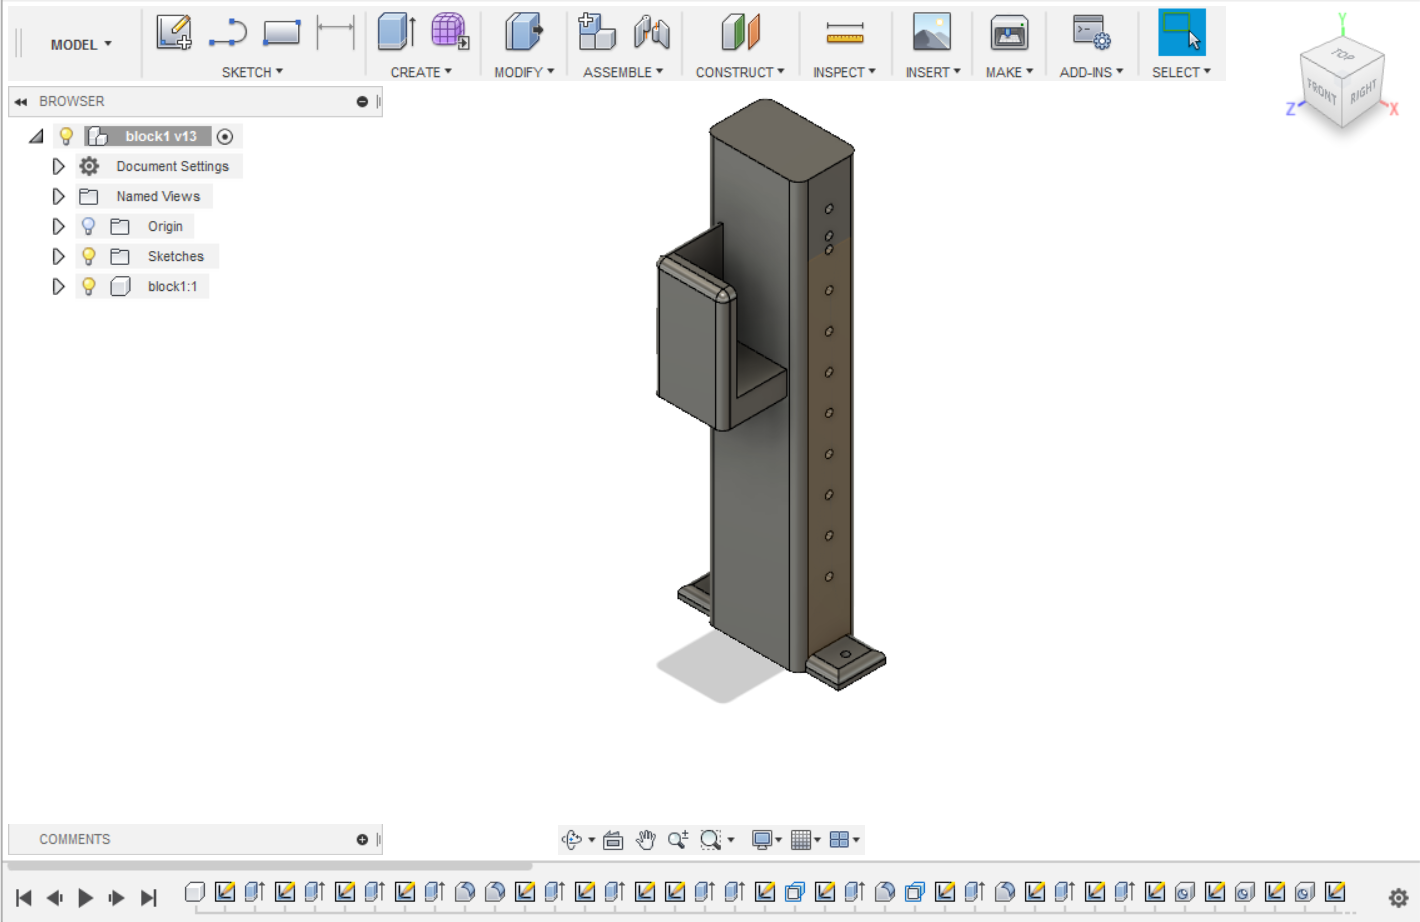 MODEL
SKETCH
CREATE
MODIFY
ASSEMBLE
CONSTRUCT
INSPECT
INSERT
MAKE
ADD-INS
SELECT
BROWSER
block1 v13
Document Settings
Named Views
Origin
Sketches
block1:1
Y
TOP
FRONT
RIGHT
Z
X
COMMENTS